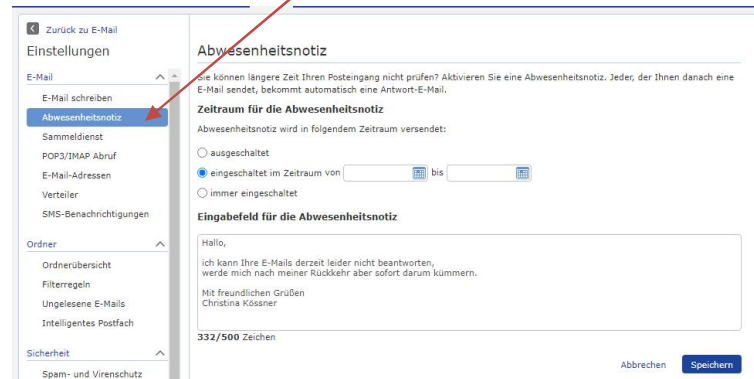 Zurück zu E-Mail
Einstellungen
E-Mail
E-Mail schreiben
Abwesenheitsnotiz
Sammeldienst
POP3/IMAP Abruf
E-Mail-Adressen
Verteiler
SMS-Benachrichtigungen
Ordner
Ordnerübersicht
Filterregeln
Ungelesene E-Mails
Intelligentes Postfach
Sicherheit
Spam- und Virenschutz
Abwesenheitsnotiz
Sie können längere Zeit Ihren Posteingang nicht prüfen? Aktivieren Sie eine Abwesenheitsnotiz. Jeder, der Ihnen danach eine
E-Mail sendet, bekommt automatisch eine Antwort-E-Mail.
Zeitraum für die Abwesenheitsnotiz
Abwesenheitsnotiz wird in folgendem Zeitraum versendet:
ausgeschaltet
eingeschaltet im Zeitraum von bis
immer eingeschaltet
Eingabefeld für die Abwesenheitsnotiz
Hallo,
ich kann Ihre E-Mails derzeit leider nicht beantworten,
werde mich nach meiner Rückkehr aber sofort darum kümmern.
Mit freundlichen Grüßen
Christina Kössner
332/500 Zeichen
Abbrechen Speichern